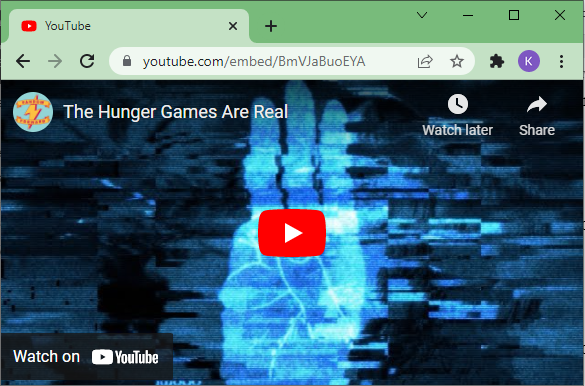 YouTube
youtube.com/embed/BmVJaBuoEYA
K
The Hunger Games Are Real
Watch later
Share
Watch on YouTube